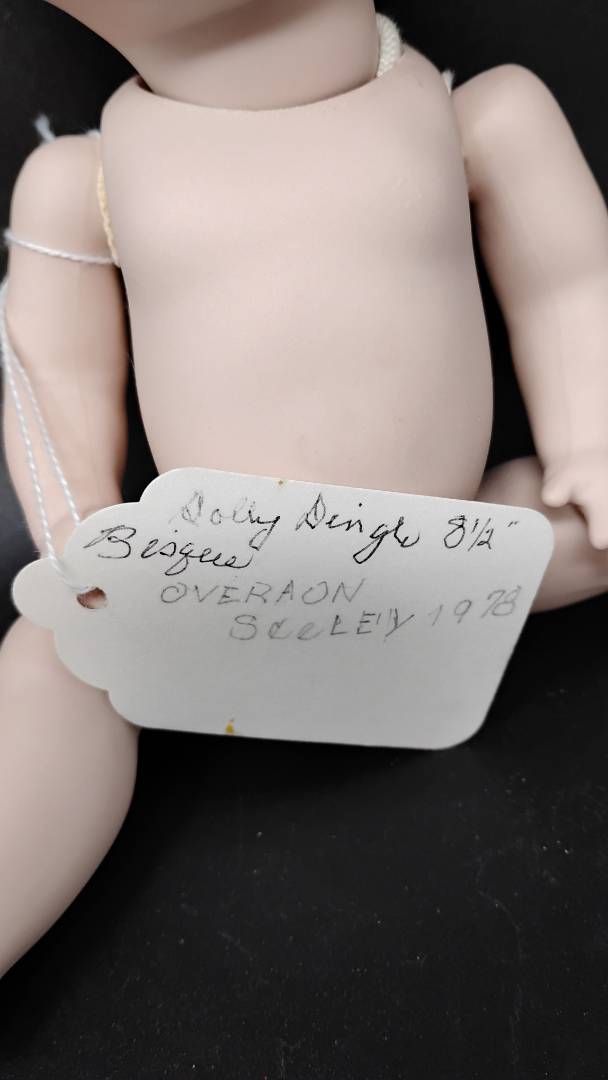 Dolly Dingle 8½"
Bisque
OVERAON
SeeLEY 1978